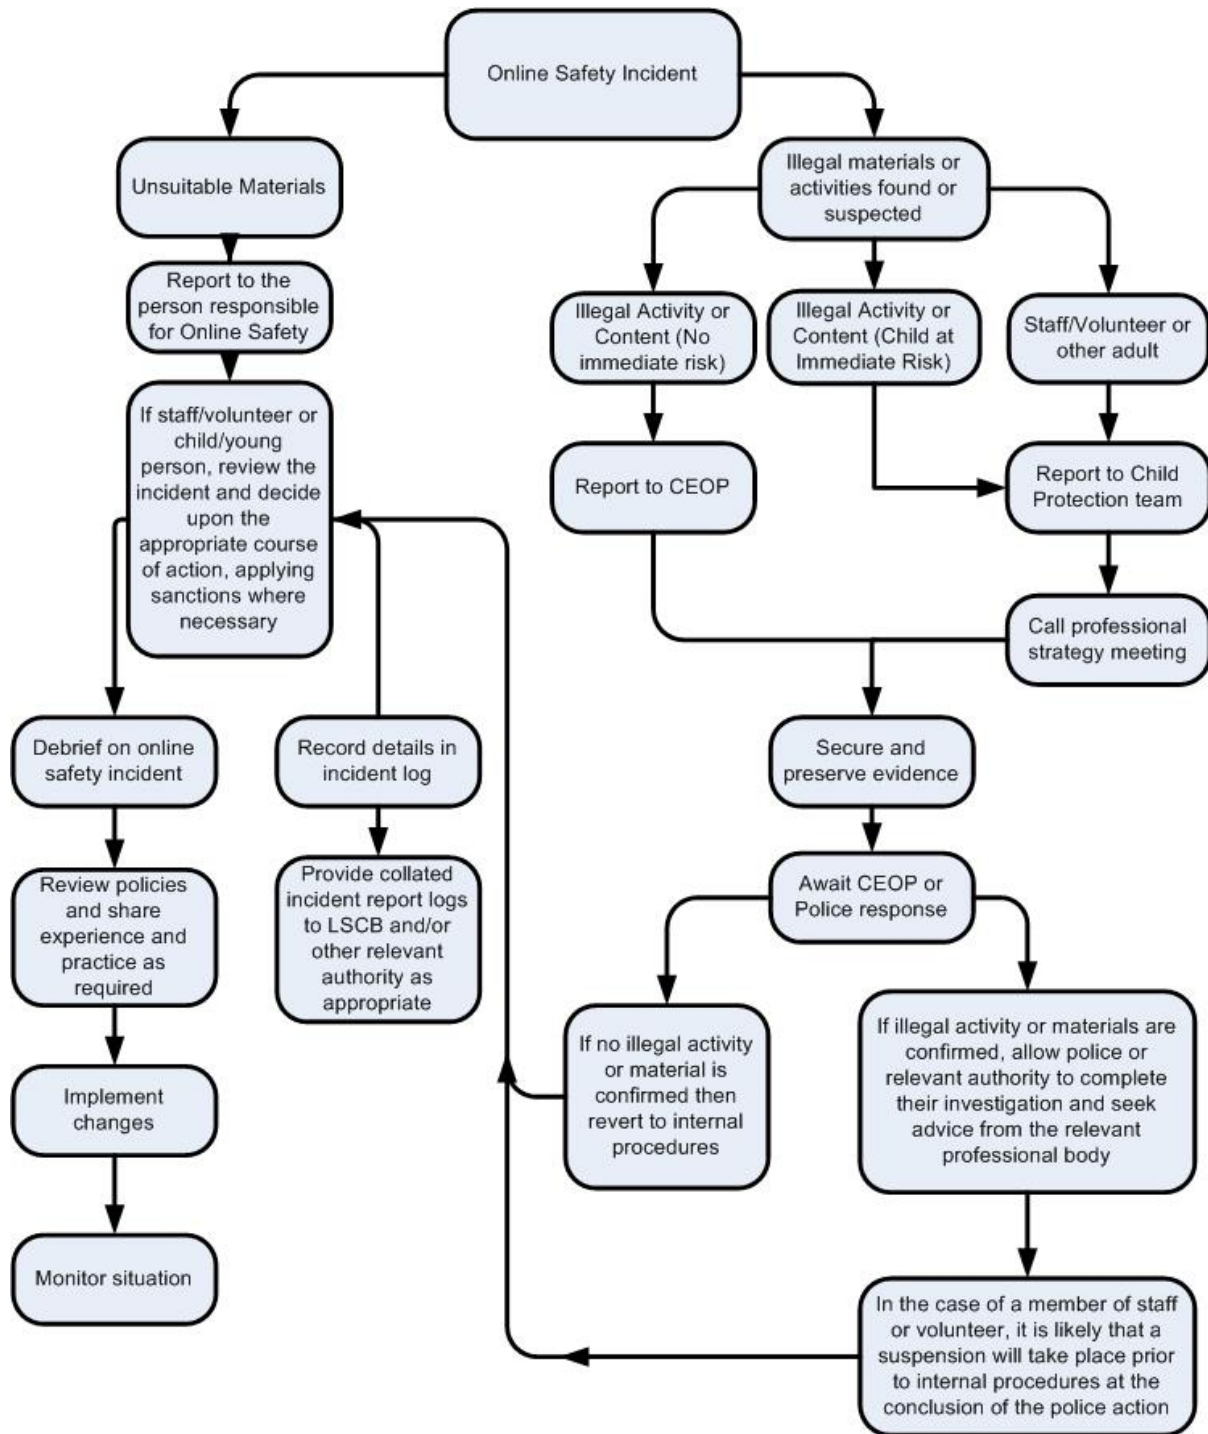 Online Safety Incident
Unsuitable Materials
Report to the
person responsible
for Online Safety
If staff/volunteer or
child/young
person, review the
incident and decide
upon the
appropriate course
of action, applying
sanctions where
necessary
Debrief on online
safety incident
Review policies
and share
experience and
practice as
required
Implement
changes
Monitor situation
Record details in
incident log
Provide collated
incident report logs
to LSCB and/or
other relevant
authority as
appropriate
Illegal materials or
activities found or
suspected
Illegal Activity or
Content (No
immediate risk)
Illegal Activity or
Content (Child at
Immediate Risk)
Staff/Volunteer or
other adult
Report to CEOP
Report to Child
Protection team
Call professional
strategy meeting
Secure and
preserve evidence
Await CEOP or
Police response
If no illegal activity
or material is
confirmed then
revert to internal
procedures
If illegal activity or materials are
confirmed, allow police or
relevant authority to complete
their investigation and seek
advice from the relevant
professional body
In the case of a member of staff
or volunteer, it is likely that a
suspension will take place prior
to internal procedures at the
conclusion of the police action